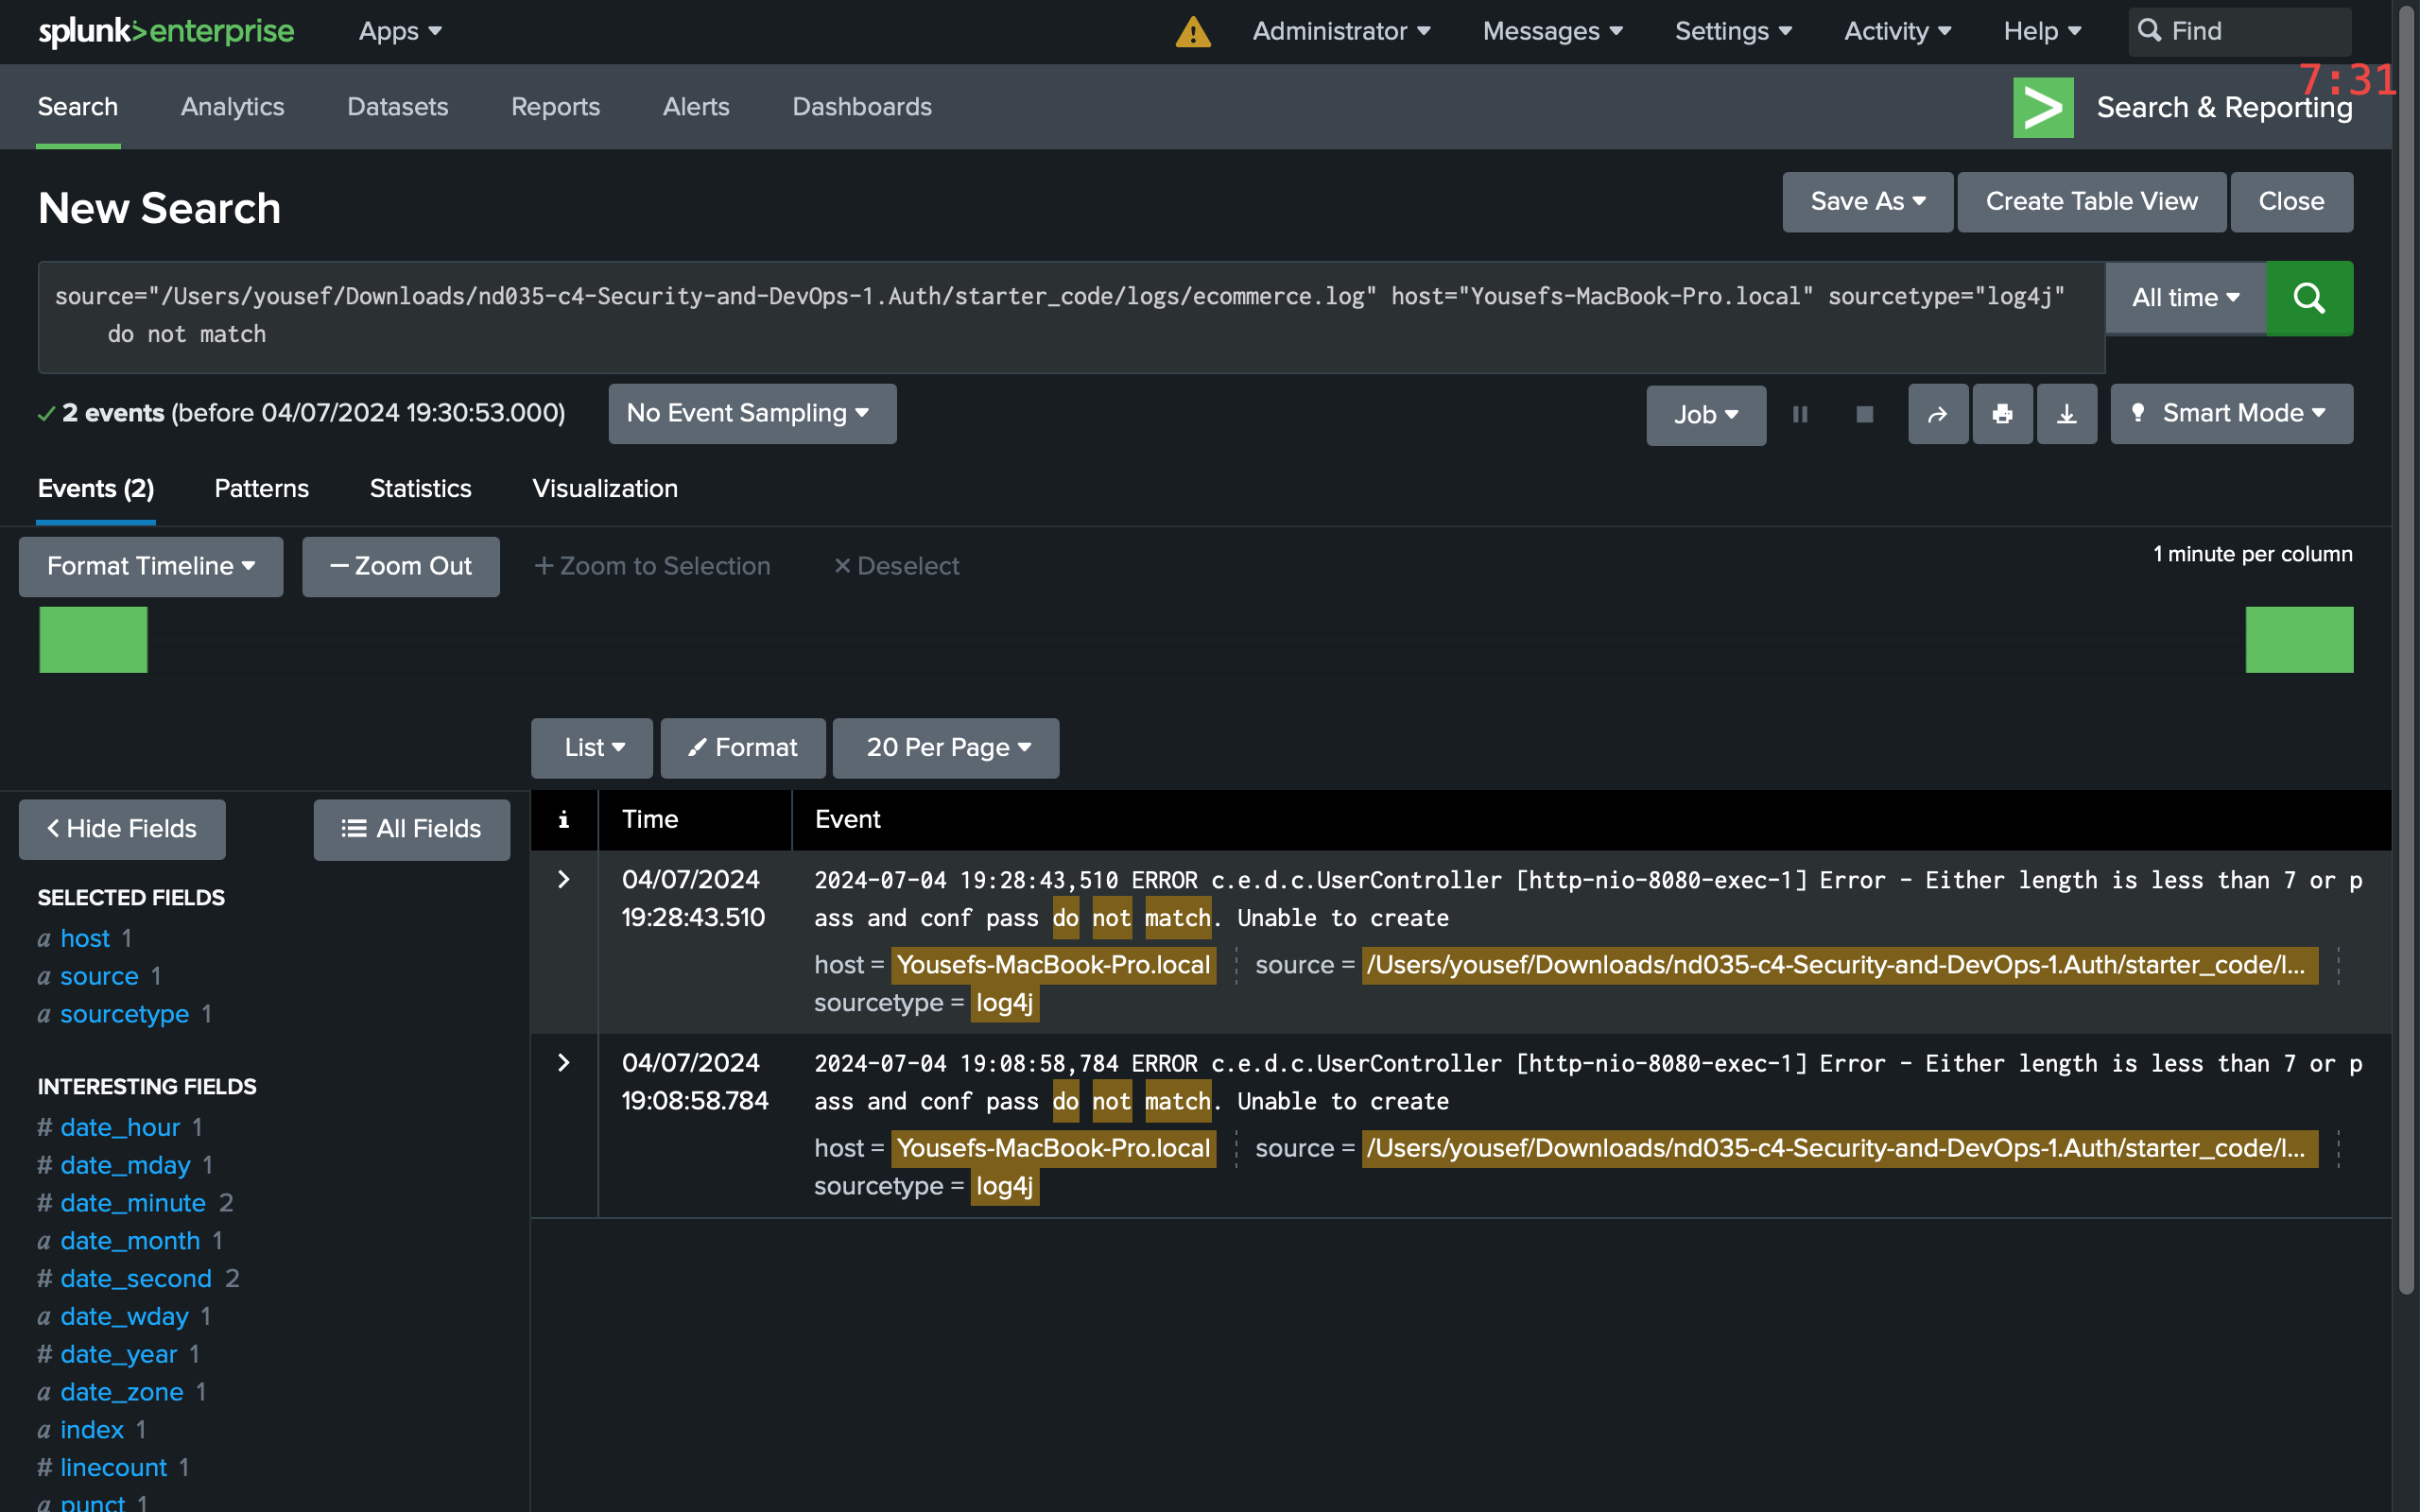 splunk>enterprise Apps Administrator Messages Settings Activity Help Find
7:31
Search Analytics Datasets Reports Alerts Dashboards Search & Reporting
New Search Save As Create Table View Close
source="/Users/yousef/Downloads/nd035-c4-Security-and-DevOps-1.Auth/starter_code/logs/ecommerce.log" host="Yousefs-MacBook-Pro.local" sourcetype="log4j" All time
do not match
2 events (before 04/07/2024 19:30:53.000) No Event Sampling Job Smart Mode
Events (2) Patterns Statistics Visualization
Format Timeline — Zoom Out + Zoom to Selection × Deselect 1 minute per column
List Format 20 Per Page
Hide Fields All Fields
SELECTED FIELDS
a host 1
a source 1
a sourcetype 1
INTERESTING FIELDS
# date_hour 1
# date_mday 1
# date_minute 2
a date_month 1
# date_second 2
a date_wday 1
# date_year 1
a date_zone 1
a index 1
# linecount 1
a punct 1
i Time Event
04/07/2024 2024-07-04 19:28:43,510 ERROR c.e.d.c.UserController [http-nio-8080-exec-1] Error - Either length is less than 7 or p
19:28:43.510 ass and conf pass do not match. Unable to create
host = Yousefs-MacBook-Pro.local source = /Users/yousef/Downloads/nd035-c4-Security-and-DevOps-1.Auth/starter_code/l...
sourcetype = log4j
04/07/2024 2024-07-04 19:08:58,784 ERROR c.e.d.c.UserController [http-nio-8080-exec-1] Error - Either length is less than 7 or p
19:08:58.784 ass and conf pass do not match. Unable to create
host = Yousefs-MacBook-Pro.local source = /Users/yousef/Downloads/nd035-c4-Security-and-DevOps-1.Auth/starter_code/l...
sourcetype = log4j